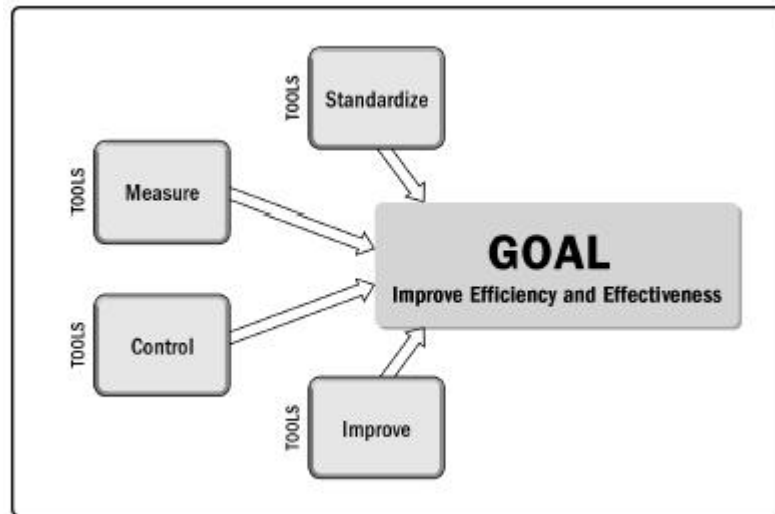 TOOLS
Standardize
TOOLS
Measure
GOAL
Improve Efficiency and Effectiveness
TOOLS
Control
TOOLS
Improve